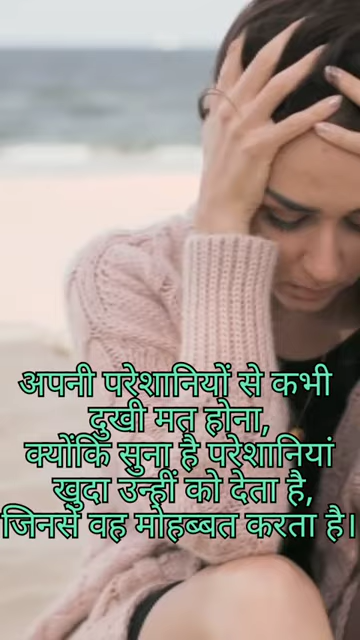 अपनी परेशानियों से कभी
दुखी मत होना,
क्योंकि सुना है परेशानियां
खुदा उन्हीं को देता है,
जिनसे वह मोहब्बत करता है।